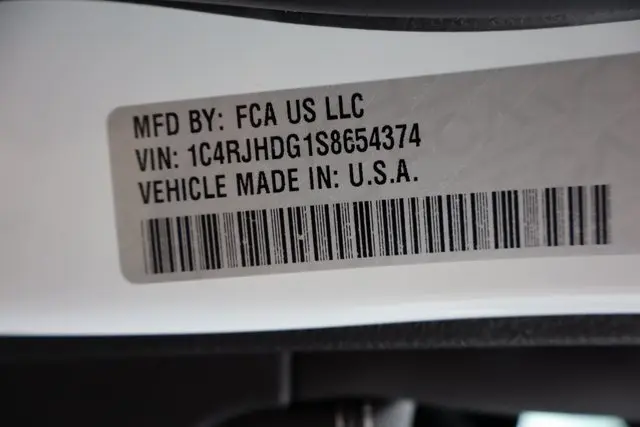 MFD BY: FCA US LLC
VIN: 1C4RJHDG1S8654374
VEHICLE MADE IN: U.S.A.